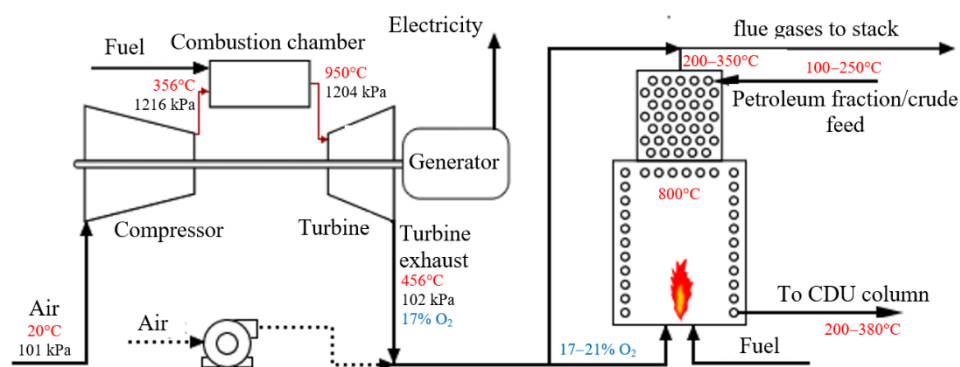 Electricity
flue gases to stack
Fuel
Combustion chamber
200–350°C
100–250°C
356°C
1216 kPa
950°C
1204 kPa
Petroleum fraction/crude
feed
Generator
800°C
Compressor
Turbine
Turbine
exhaust
456°C
102 kPa
17% O₂
Air
20°C
101 kPa
Air
To CDU column
200–380°C
17–21% O₂
Fuel